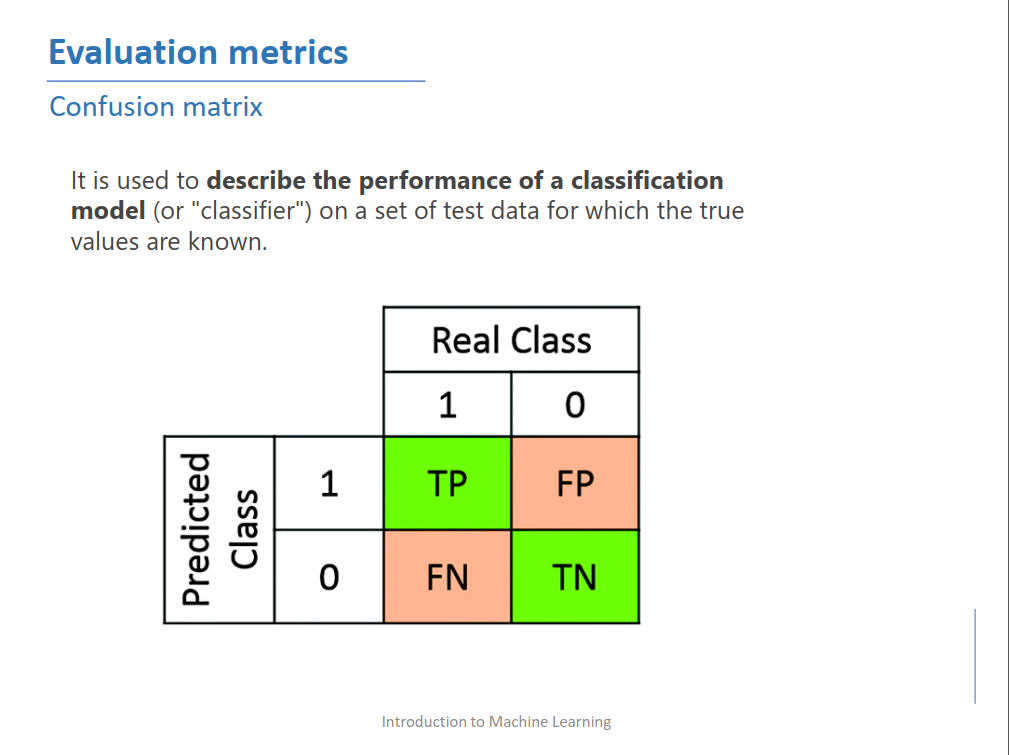 Evaluation metrics
Confusion matrix
It is used to describe the performance of a classification
model (or "classifier") on a set of test data for which the true
values are known.
Real Class
1 0
Predicted
Class
1 TP FP
0 FN TN
Introduction to Machine Learning